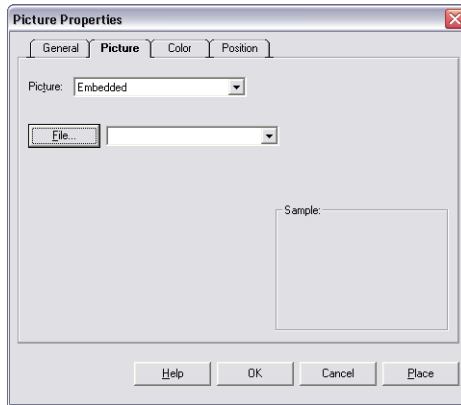 Picture Properties
General Picture Color Position
Picture: Embedded
File...
Sample:
Help OK Cancel Place